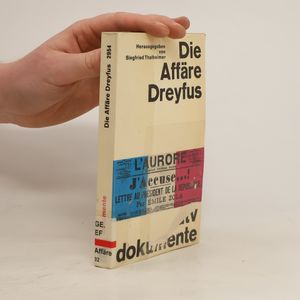 Die
Affäre
Dreyfus
Herausgegeben
von
Siegfried Thalheimer
L'AURORE
J'Accuse...!
LETTRE AU PRÉSIDENT DE LA RÉPUBLIQUE
Par ÉMILE ZOLA
dtv
dokumente
Die Affäre Dreyfus 2954
mente
GE
EF
Affäre